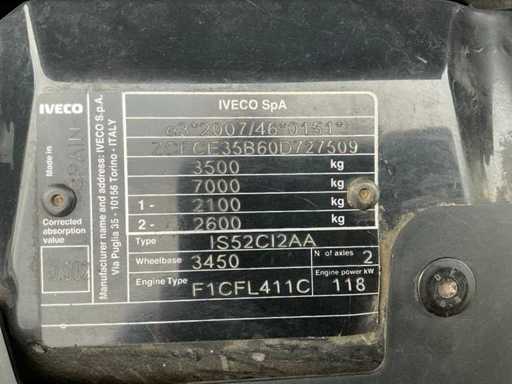 IVECO
IVECO SpA
e3*2007/46*0151*
35B60D727509
3500 kg
7000 kg
1- 2100 kg
2- 2600 kg
Type IS52CI2AA
Wheelbase 3450 N of axles 2
Engine Type F1CFL411C Engine power kW 118
Made in SPAIN
Corrected absorption value
Manufacturer name and address: IVECO S.p.A.
Via Puglia 35 - 10156 Torino - ITALY